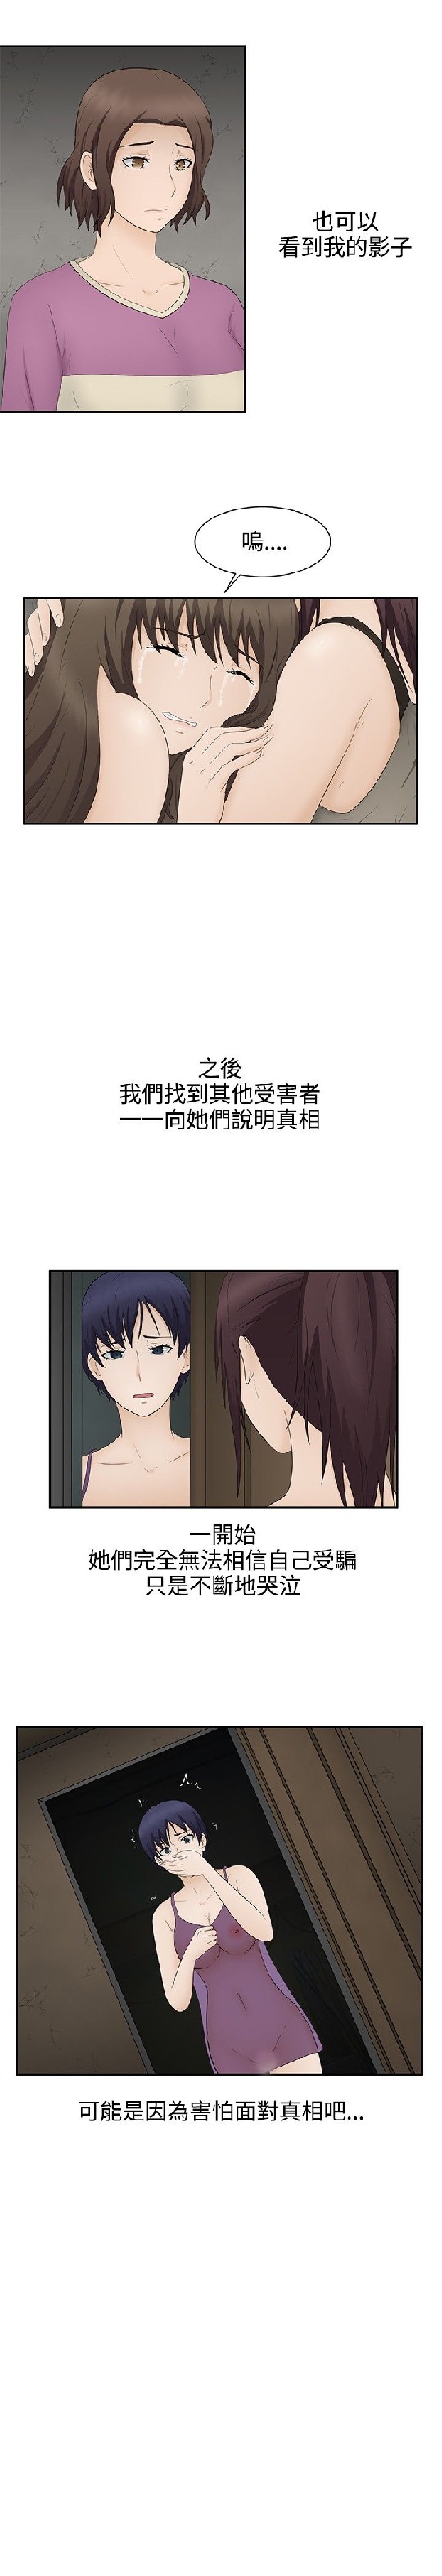 也可以
看到我的影子
嗚....
之後
我們找到其他受害者
一一向她們說明真相
一開始
她們完全無法相信自己受騙
只是不斷地哭泣
可能是因為害怕面對真相吧...